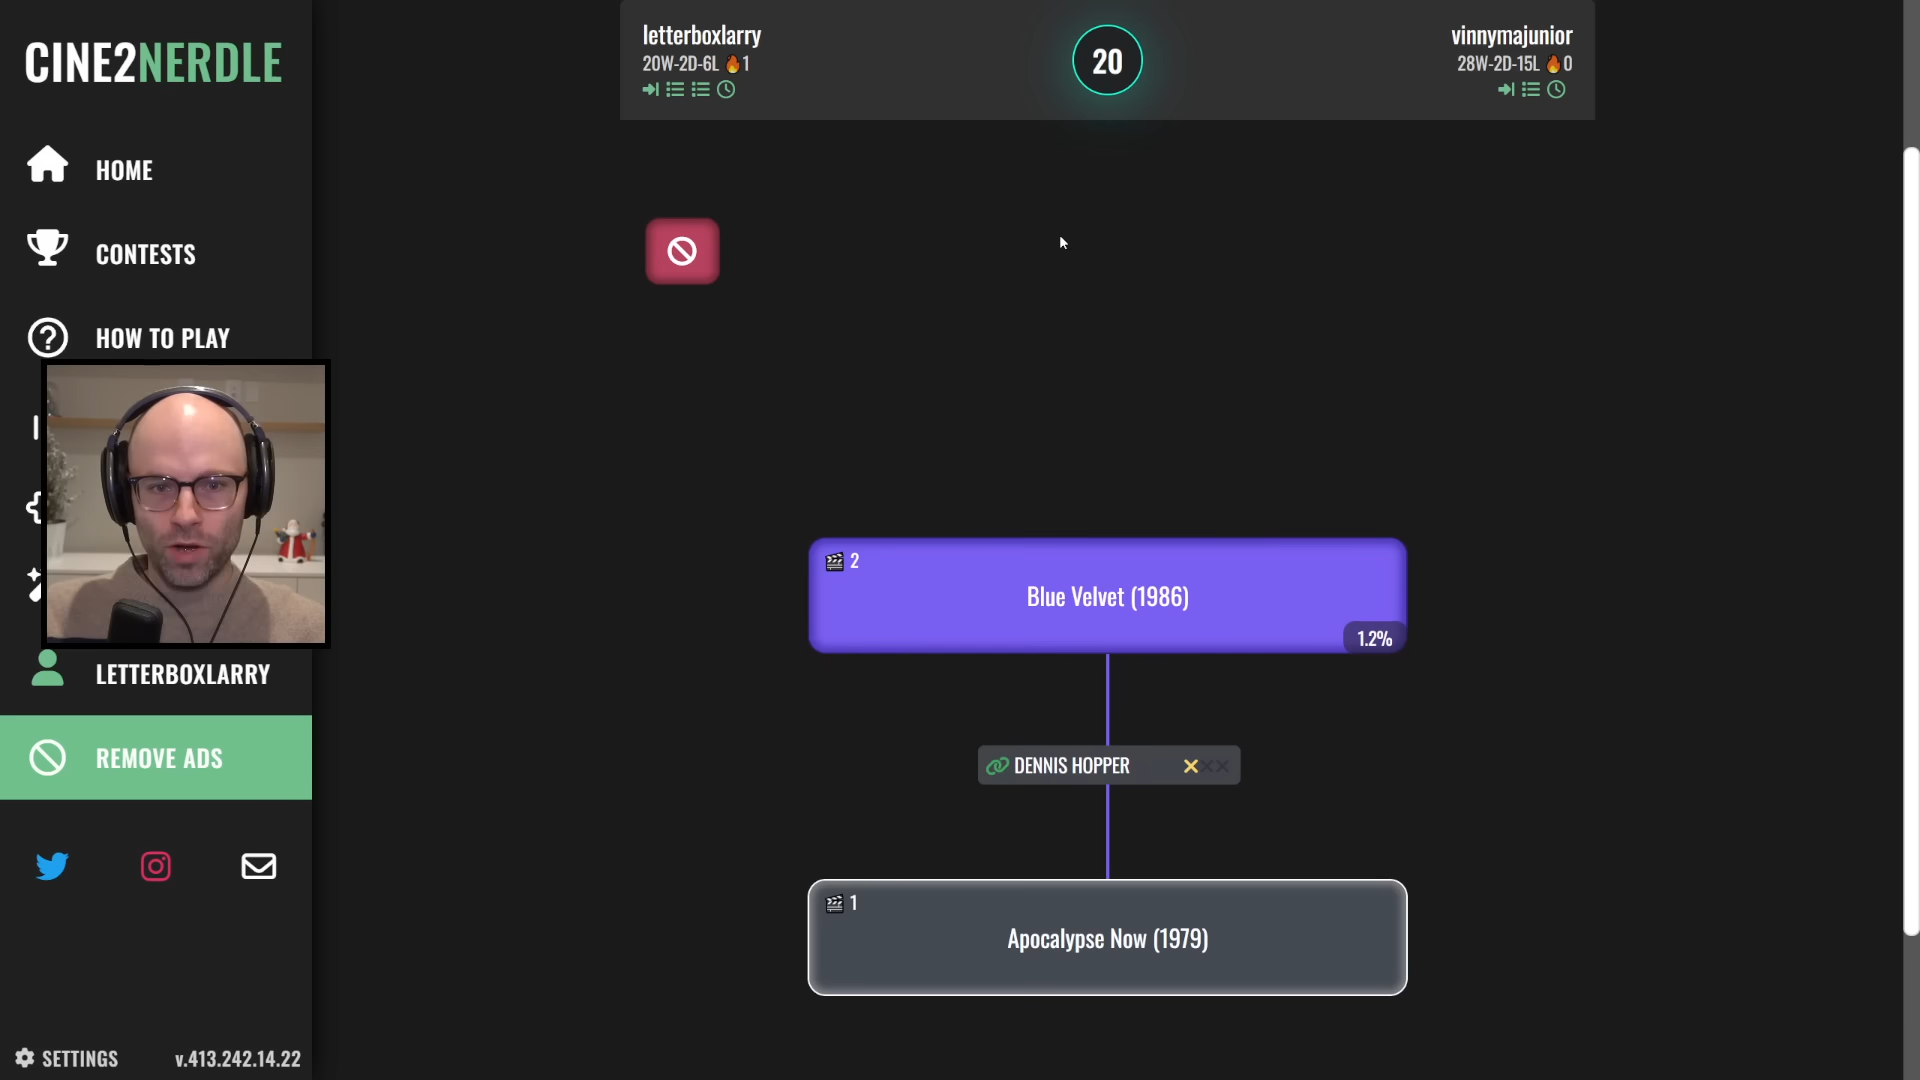 CINE2NERDLE
HOME
CONTESTS
HOW TO PLAY
LETTERBOXLARRY
REMOVE ADS
SETTINGS
v.413.242.14.22
letterboxlarry
20W-2D-6L 🔥1
20
vinnymajunior
28W-2D-15L 🔥0
2
Blue Velvet (1986)
1.2%
DENNIS HOPPER
1
Apocalypse Now (1979)